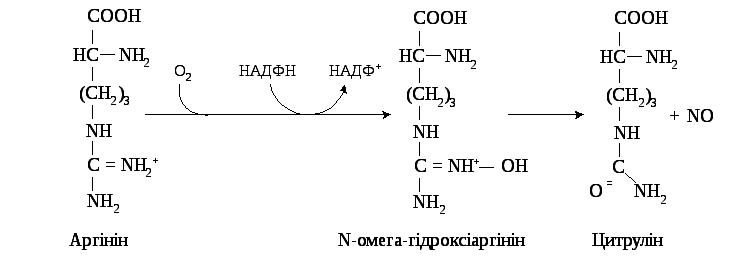 COOH COOH COOH
HC— NH₂ HC— NH₂ HC— NH₂
O₂ НАДФН НАДФ⁺
(CH₂)₃ (CH₂)₃ (CH₂)₃
+ NO
NH NH NH
C = NH₂⁺ C = NH⁺— OH C
O = NH₂
NH₂ NH₂
Аргінін N-омега-гідроксіаргінін Цитрулін